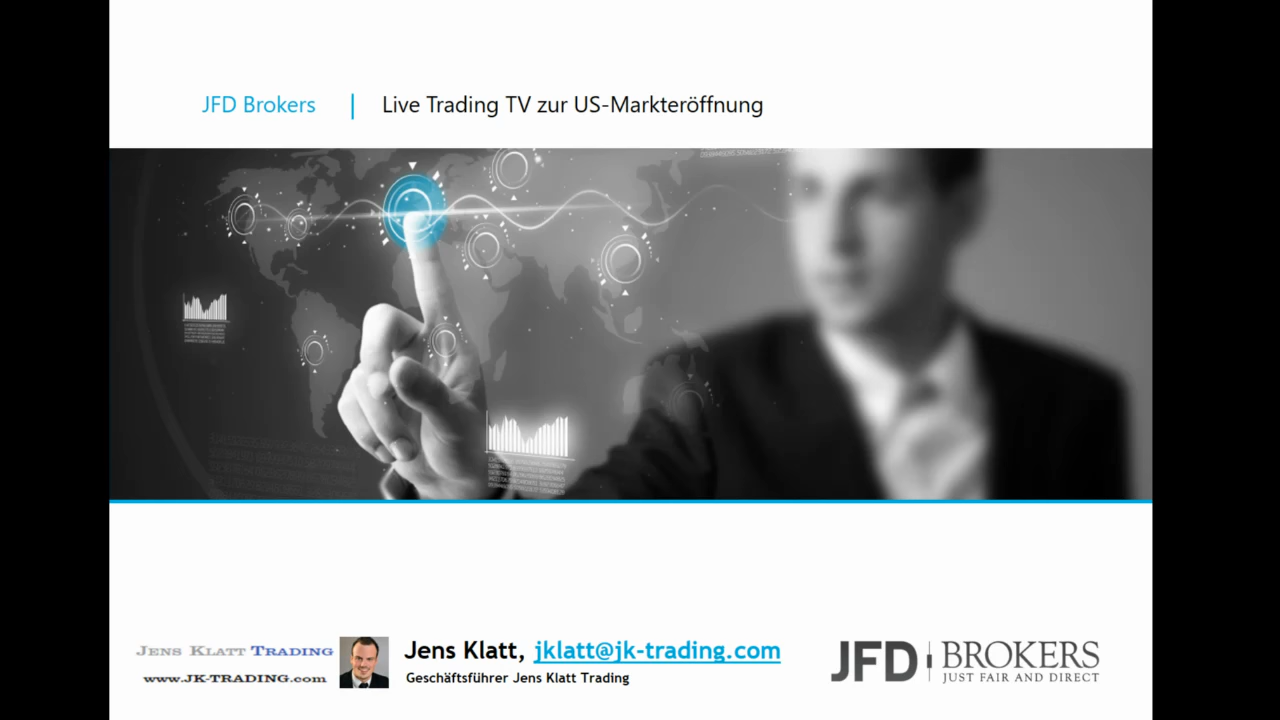 JFD Brokers | Live Trading TV zur US-Markteröffnung
JENS KLATT TRADING
www.JK-TRADING.com
Jens Klatt, jklatt@jk-trading.com
Geschäftsführer Jens Klatt Trading
JFD BROKERS
JUST FAIR AND DIRECT